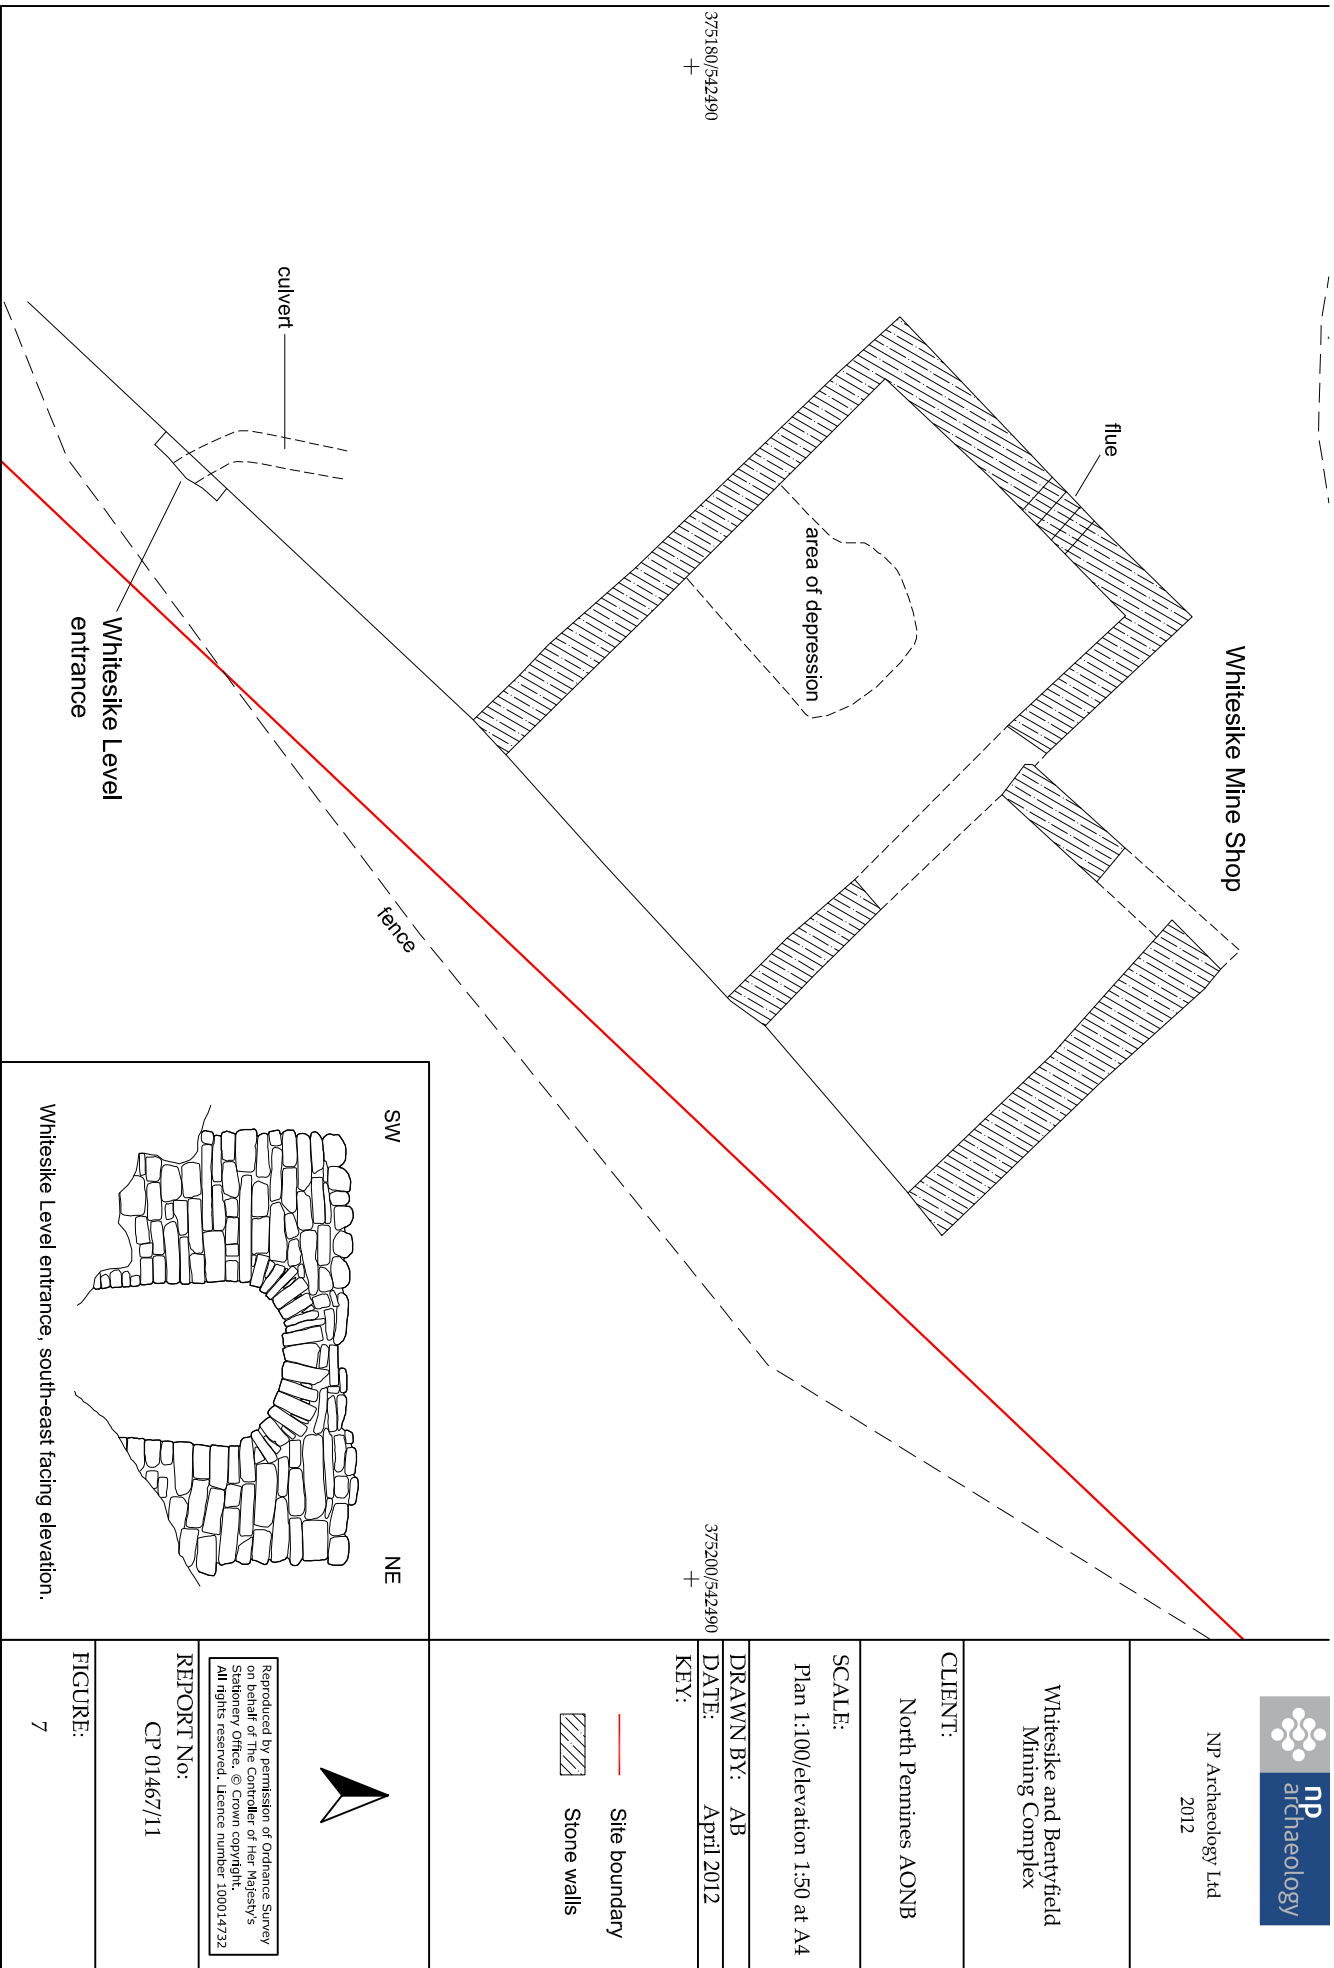 375180/542490
375200/542490
Whitesike Mine Shop
flue
area of depression
culvert
Whitesike Level
entrance
fence
SW
NE
Whitesike Level entrance, south-east facing elevation.
np
archaeology
NP Archaeology Ltd
2012
Whitesike and Bentyfield
Mining Complex
CLIENT:
North Pennines AONB
SCALE:
Plan 1:100/elevation 1:50 at A4
DRAWN BY: AB
DATE: April 2012
KEY:
Site boundary
Stone walls
Reproduced by permission of Ordnance Survey
on behalf of The Controller of Her Majesty's
Stationery Office. © Crown copyright.
All rights reserved. Licence number 100014732
REPORT No:
CP 01467/11
FIGURE:
7